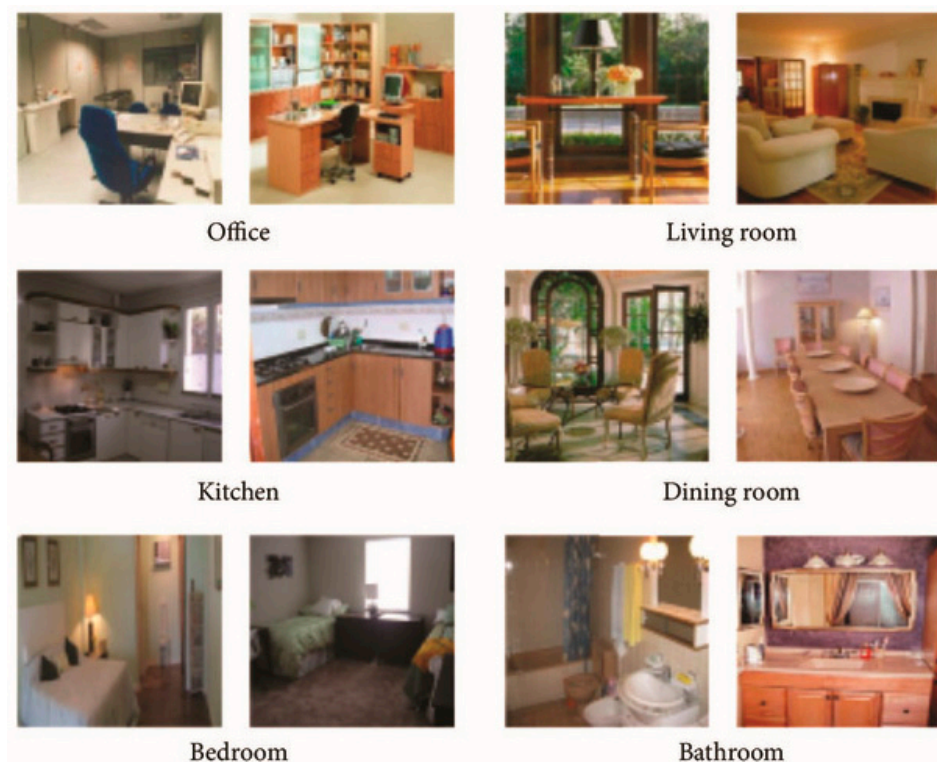 Office
Living room
Kitchen
Dining room
Bedroom
Bathroom